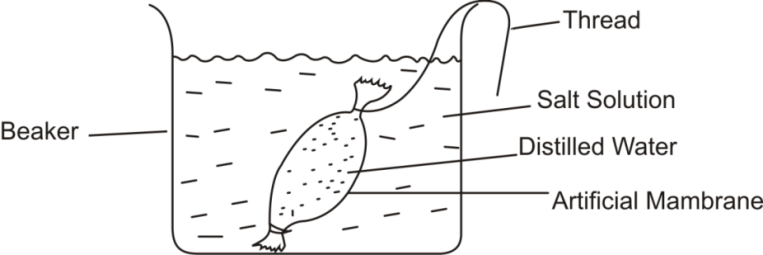 Thread
Salt Solution
Beaker
Distilled Water
Artificial Mambrane